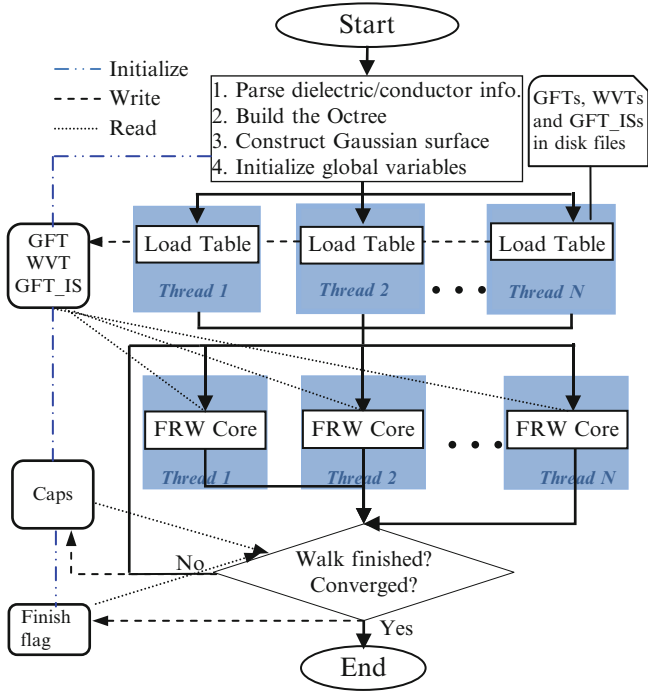 Start
Initialize
Write
Read
1. Parse dielectric/conductor info.
2. Build the Octree
3. Construct Gaussian surface
4. Initialize global variables
GFTs, WVTs
and GFT_ISs
in disk files
GFT
WVT
GFT_IS
Load Table
Load Table
Load Table
Thread 1
Thread 2
Thread N
FRW Core
FRW Core
FRW Core
Thread 1
Thread 2
Thread N
Caps
No
Walk finished?
Converged?
Finish
flag
Yes
End